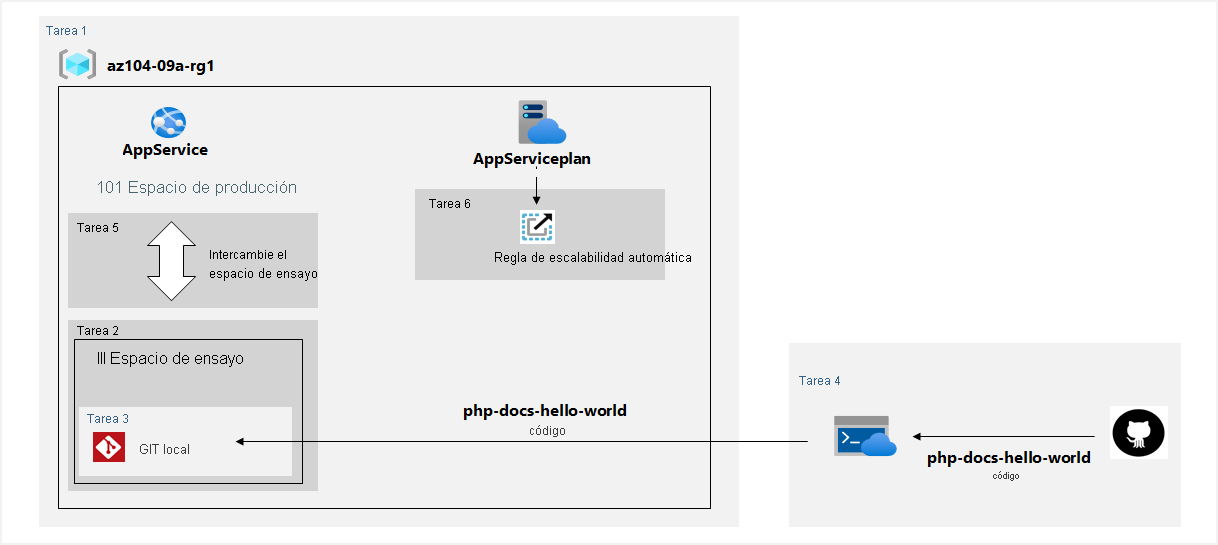 Tarea 1
az104-09a-rg1
AppService
AppServiceplan
101 Espacio de producción
Tarea 6
Tarea 5
Intercambie el
espacio de ensayo
Regla de escalabilidad automática
Tarea 2
III Espacio de ensayo
Tarea 3
GIT local
php-docs-hello-world
código
Tarea 4
php-docs-hello-world
código